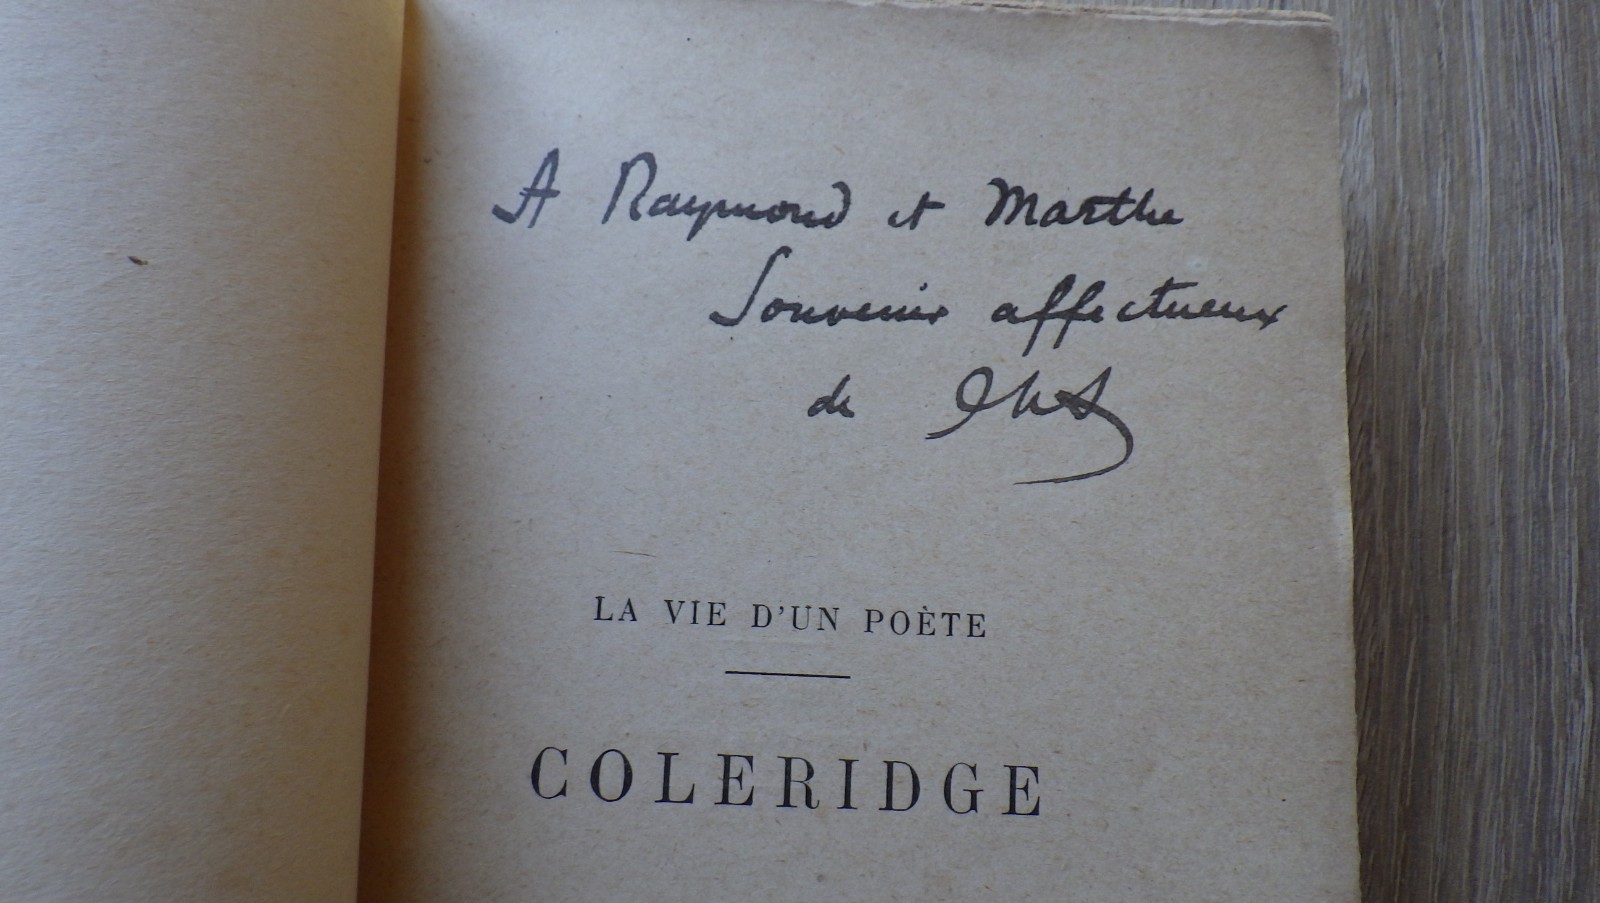 A Raymond et Marthe
Souvenir affectueux
de
LA VIE D'UN POÈTE
COLERIDGE